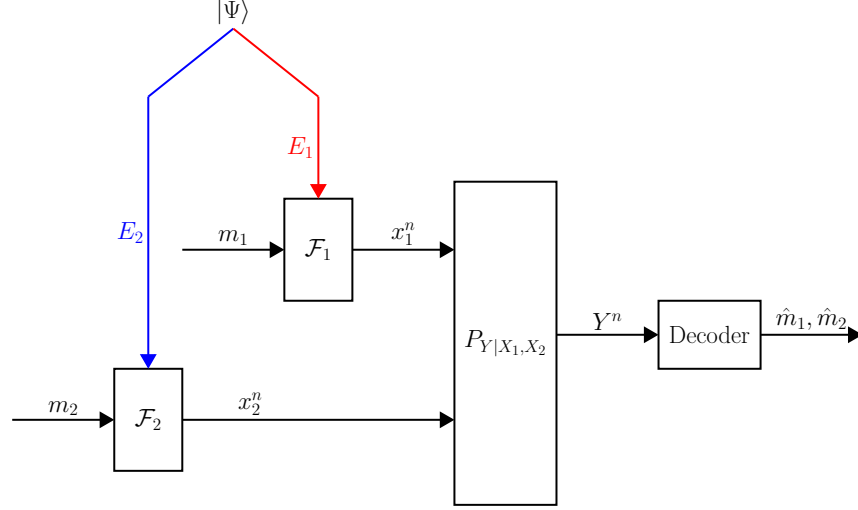 |Ψ⟩
E₁
E₂
m₁
F₁
x₁ⁿ
P_{Y|X₁,X₂}
Yⁿ
Decoder
m̂₁, m̂₂
m₂
F₂
x₂ⁿ